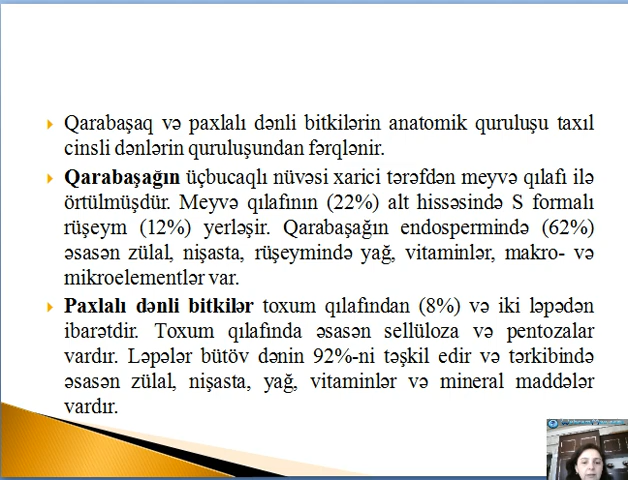 Qarabaşaq və paxlalı dənli bitkilərin anatomik quruluşu taxıl
cinsli dənlərin quruluşundan fərqlənir.
Qarabaşağın üçbucaqlı nüvəsi xarici tərəfdən meyvə qılafı ilə
örtülmüşdür. Meyvə qılafının (22%) alt hissəsində S formalı
rüşeym (12%) yerləşir. Qarabaşağın endospermində (62%)
əsasən zülal, nişasta, rüşeymində yağ, vitaminlər, makro- və
mikroelementlər var.
Paxlalı dənli bitkilər toxum qılafından (8%) və iki ləpədən
ibarətdir. Toxum qılafında əsasən sellüloza və pentozalar
vardır. Ləpələr bütöv dənin 92%-ni təşkil edir və tərkibində
əsasən zülal, nişasta, yağ, vitaminlər və mineral maddələr
vardır.